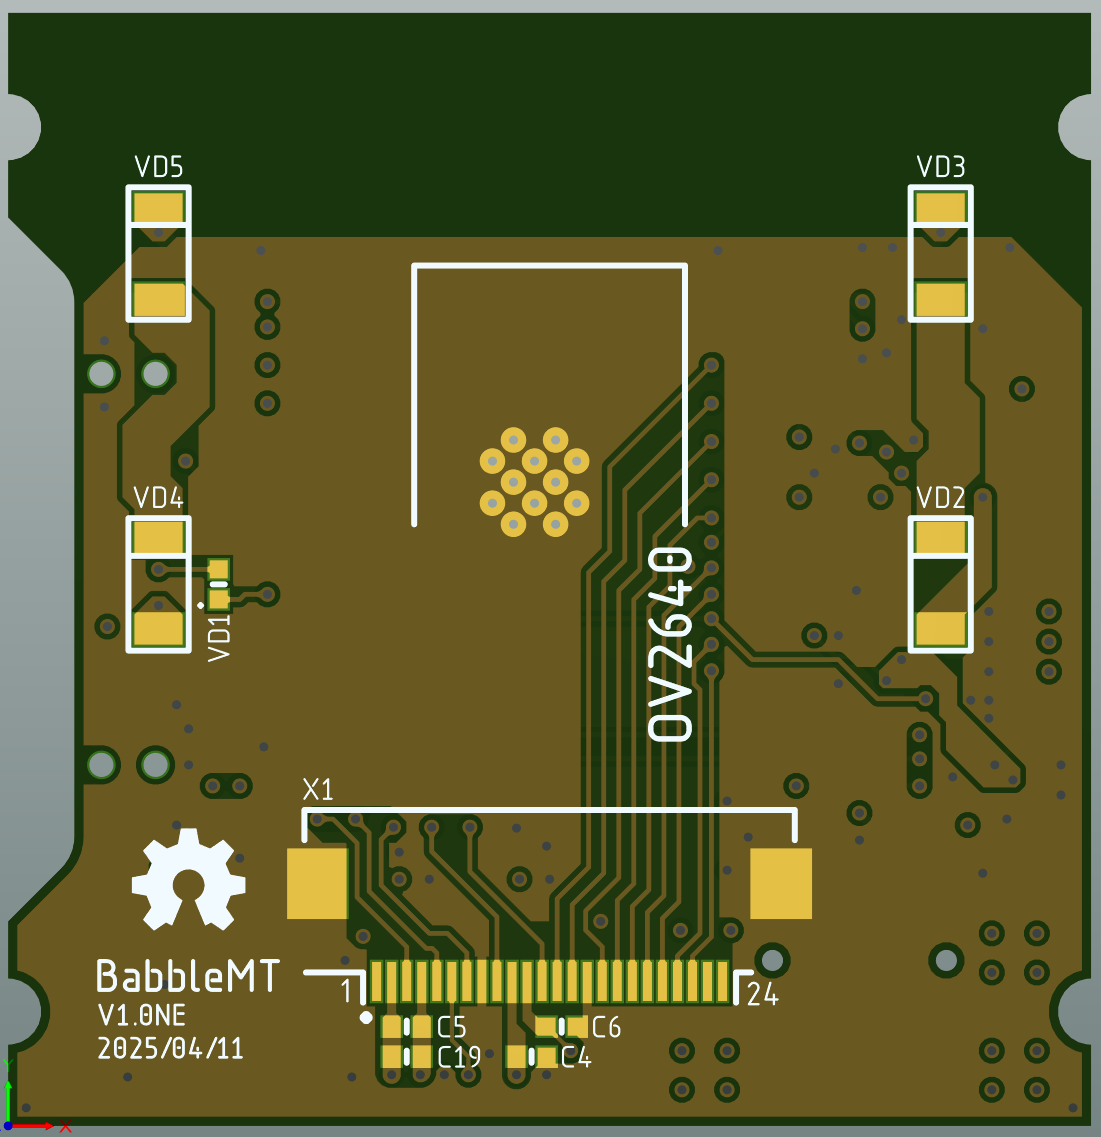 VD5
VD3
VD4
VD2
VD1
OV2640
X1
BabbleMT
1
24
V1.0NE
C5
C6
2025/04/11
C19
C4
Y
X